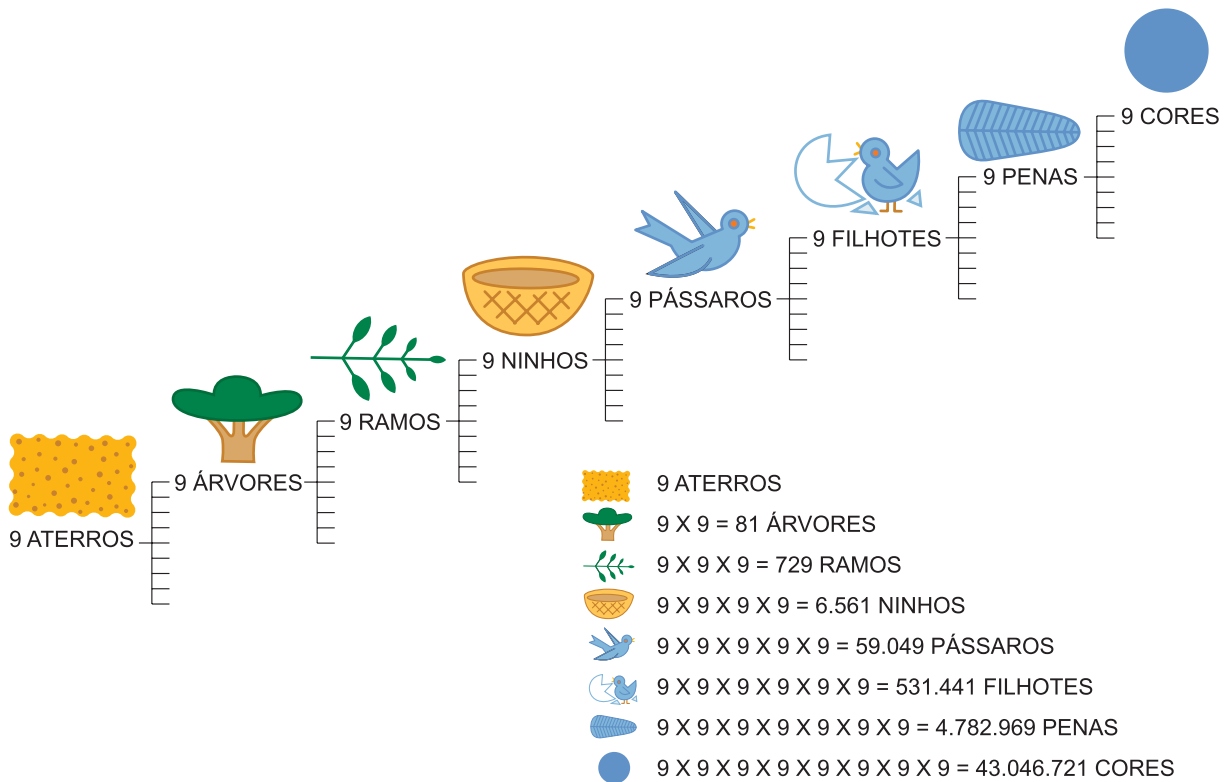 9 ATERROS
9 ÁRVORES
9 RAMOS
9 NINHOS
9 PÁSSAROS
9 FILHOTES
9 PENAS
9 CORES
9 ATERROS
9 X 9 = 81 ÁRVORES
9 X 9 X 9 = 729 RAMOS
9 X 9 X 9 X 9 = 6.561 NINHOS
9 X 9 X 9 X 9 X 9 = 59.049 PÁSSAROS
9 X 9 X 9 X 9 X 9 X 9 = 531.441 FILHOTES
9 X 9 X 9 X 9 X 9 X 9 X 9 = 4.782.969 PENAS
9 X 9 X 9 X 9 X 9 X 9 X 9 X 9 = 43.046.721 CORES